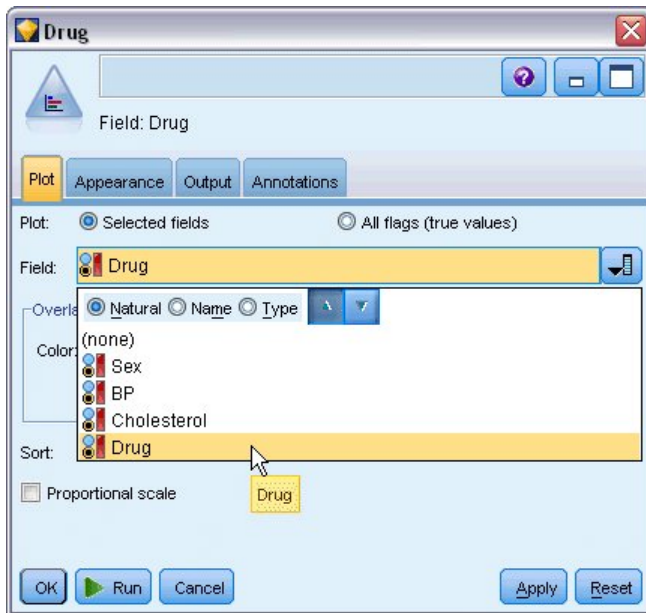 Drug
Field: Drug
Plot Appearance Output Annotations
Plot: Selected fields All flags (true values)
Field: Drug
Overla Natural Name Type
(none)
Color:
Sex
BP
Cholesterol
Sort: Drug
Proportional scale Drug
OK Run Cancel Apply Reset